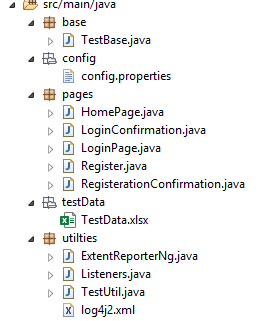 src/main/java
base
TestBase.java
config
config.properties
pages
HomePage.java
LoginConfirmation.java
LoginPage.java
Register.java
RegisterationConfirmation.java
testData
TestData.xlsx
utilties
ExtentReporterNg.java
Listeners.java
TestUtil.java
log4j2.xml